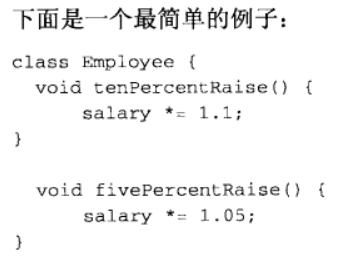 下面是一个最简单的例子：
class Employee {
  void tenPercentRaise() {
      salary *= 1.1;
}

  void fivePercentRaise() {
      salary *= 1.05;
}